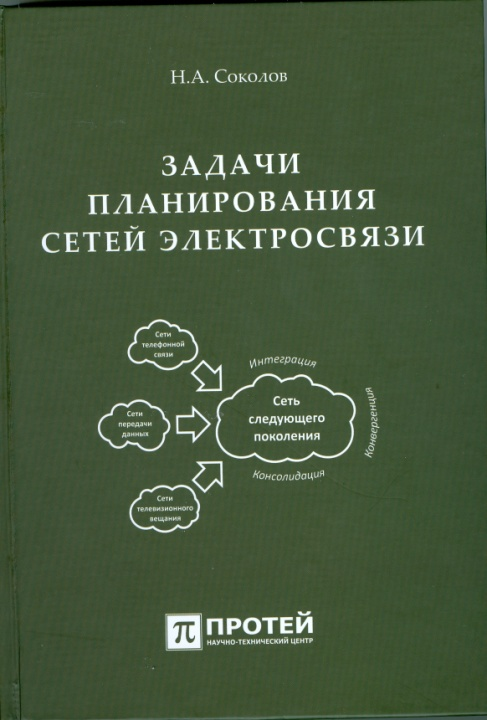 Н.А. Соколов
ЗАДАЧИ
ПЛАНИРОВАНИЯ
СЕТЕЙ ЭЛЕКТРОСВЯЗИ
Сети
телефонной
связи
Интеграция
Сети
передачи
данных
Сеть
следующего
поколения
Конвергенция
Консолидация
Сети
телевизионного
вещания
π ПРОТЕЙ
НАУЧНО-ТЕХНИЧЕСКИЙ ЦЕНТР